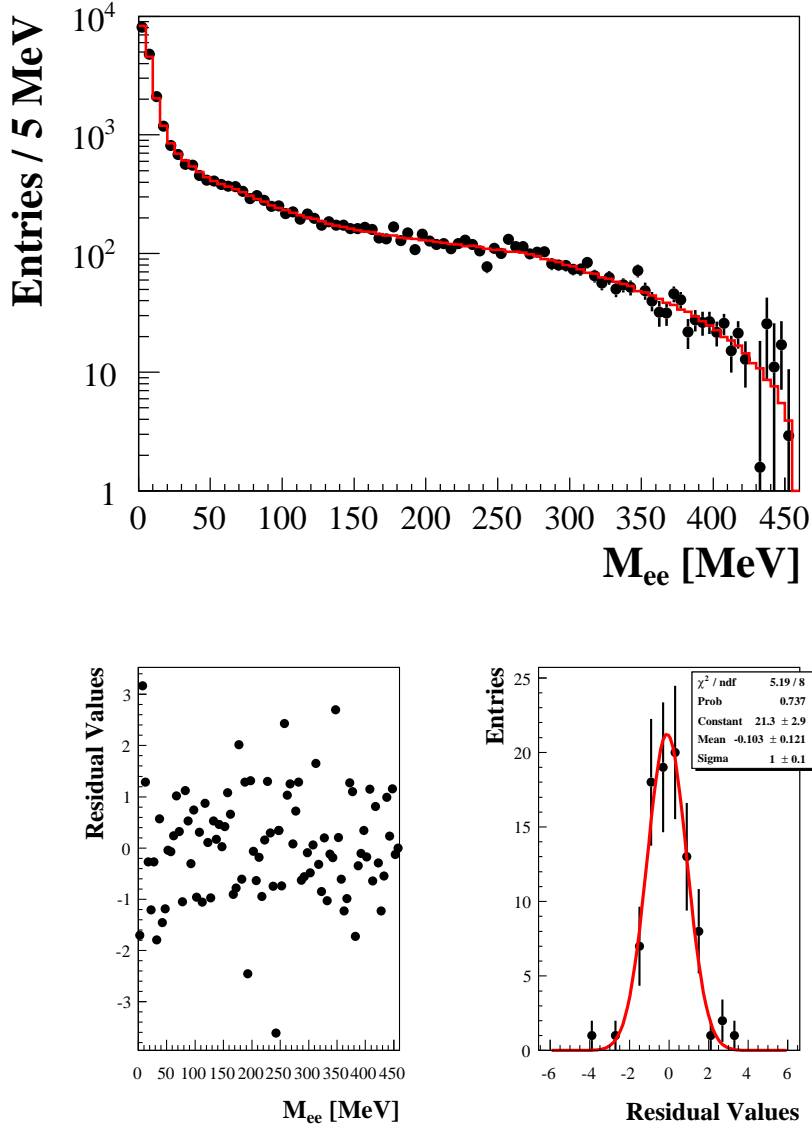 Entries / 5 MeV
10^4
10^3
10^2
10
1
0 50 100 150 200 250 300 350 400 450
M_ee [MeV]
Residual Values
3
2
1
0
-1
-2
-3
0 50 100 150 200 250 300 350 400 450
M_ee [MeV]
Entries
25
20
15
10
5
0
χ² / ndf 5.19 / 8
Prob 0.737
Constant 21.3 ± 2.9
Mean -0.103 ± 0.121
Sigma 1 ± 0.1
-6 -4 -2 0 2 4 6
Residual Values